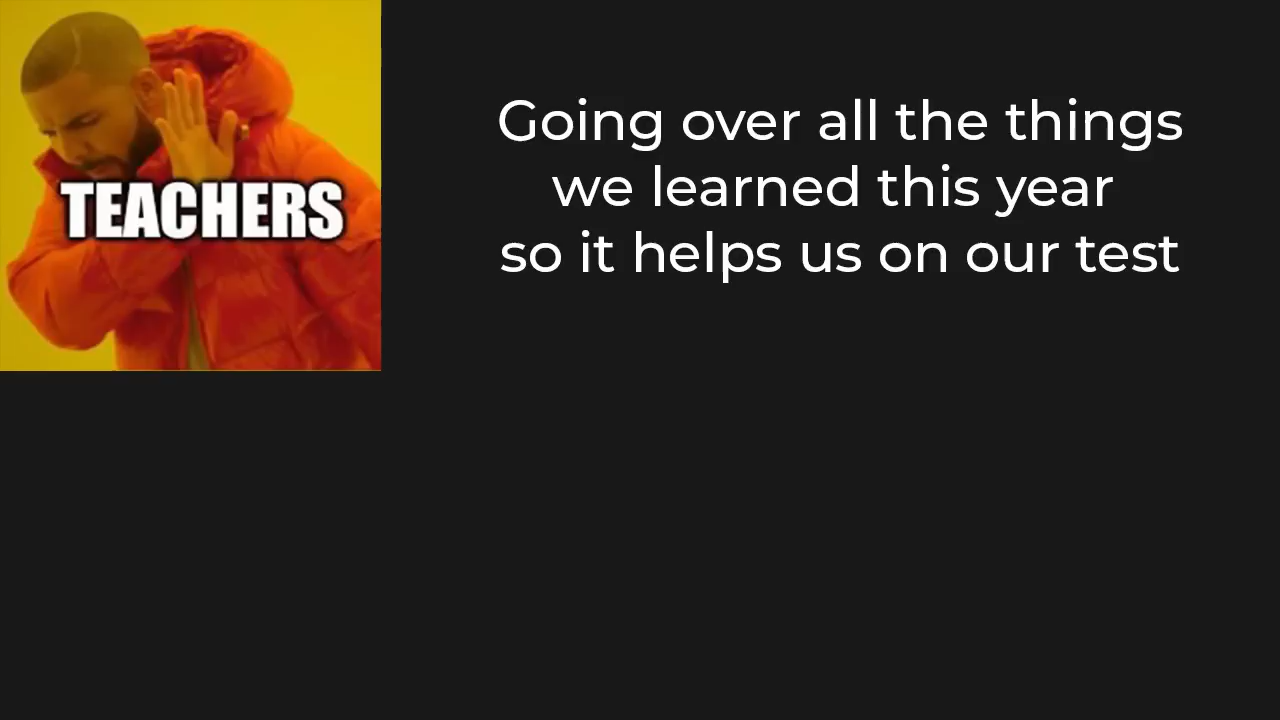 TEACHERS
Going over all the things
we learned this year
so it helps us on our test